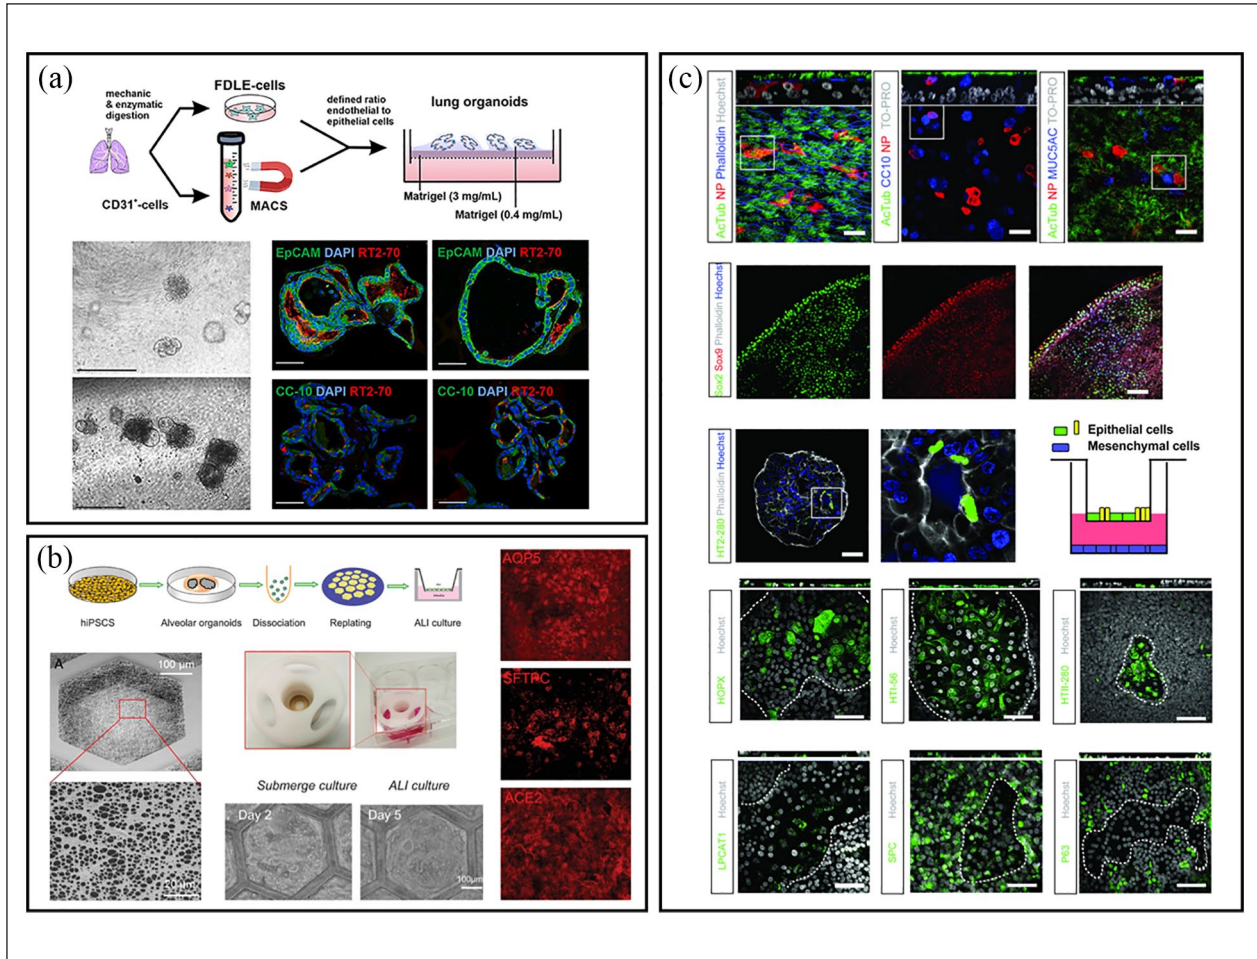 (a)
mechanic
& enzymatic
digestion
FDLE-cells
CD31+-cells
MACS
defined ratio
endothelial to
epithelial cells
lung organoids
Matrigel (3 mg/mL)
Matrigel (0.4 mg/mL)
EpCAM DAPI RT2-70
EpCAM DAPI RT2-70
CC-10 DAPI RT2-70
CC-10 DAPI RT2-70
(b)
hiPSCS
Alveolar organoids
Dissociation
Replating
ALI culture
A
100 μm
20 μm
Submerge culture
ALI culture
Day 2
Day 5
100μm
AQP5
SFTPC
ACE2
(c)
AcTub NP Phalloidin Hoechst
AcTub CC10 NP TO-PRO
AcTub NP MUC5AC TO-PRO
Sox2 Sox9 Phalloidin Hoechst
HT2-280 Phalloidin Hoechst
Epithelial cells
Mesenchymal cells
HOPX Hoechst
HTI-56 Hoechst
HTII-280 Hoechst
LPCAT1 Hoechst
SPC Hoechst
P63 Hoechst